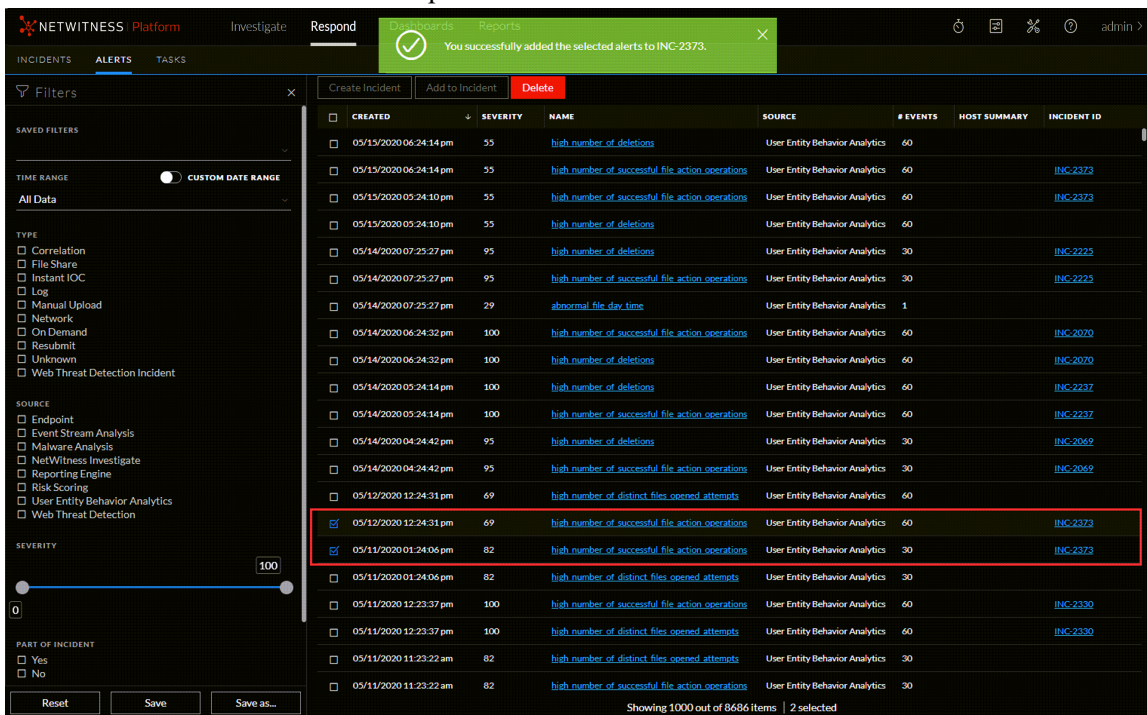 NETWITNESS Platform Investigate Respond Dashboards Reports admin >
You successfully added the selected alerts to INC-2373.
INCIDENTS ALERTS TASKS
Filters
Create Incident Add to Incident Delete
CREATED SEVERITY NAME SOURCE # EVENTS HOST SUMMARY INCIDENT ID
SAVED FILTERS
TIME RANGE CUSTOM DATE RANGE
All Data
TYPE
Correlation
File Share
Instant IOC
Log
Manual Upload
Network
On Demand
Resubmit
Unknown
Web Threat Detection Incident
SOURCE
Endpoint
Event Stream Analysis
Malware Analysis
NetWitness Investigate
Reporting Engine
Risk Scoring
User Entity Behavior Analytics
Web Threat Detection
SEVERITY
100
0
PART OF INCIDENT
Yes
No
Reset Save Save as...
05/15/2020 06:24:14 pm 55 high number of deletions User Entity Behavior Analytics 60
05/15/2020 06:24:14 pm 55 high number of successful file action operations User Entity Behavior Analytics 60 INC-2373
05/15/2020 05:24:10 pm 55 high number of successful file action operations User Entity Behavior Analytics 60 INC-2373
05/15/2020 05:24:10 pm 55 high number of deletions User Entity Behavior Analytics 60
05/14/2020 07:25:27 pm 95 high number of deletions User Entity Behavior Analytics 30 INC-2225
05/14/2020 07:25:27 pm 95 high number of successful file action operations User Entity Behavior Analytics 30 INC-2225
05/14/2020 07:25:27 pm 29 abnormal file day time User Entity Behavior Analytics 1
05/14/2020 06:24:32 pm 100 high number of successful file action operations User Entity Behavior Analytics 60 INC-2070
05/14/2020 06:24:32 pm 100 high number of deletions User Entity Behavior Analytics 60 INC-2070
05/14/2020 05:24:14 pm 100 high number of deletions User Entity Behavior Analytics 60 INC-2237
05/14/2020 05:24:14 pm 100 high number of successful file action operations User Entity Behavior Analytics 60 INC-2237
05/14/2020 04:24:42 pm 95 high number of deletions User Entity Behavior Analytics 30 INC-2069
05/14/2020 04:24:42 pm 95 high number of successful file action operations User Entity Behavior Analytics 30 INC-2069
05/12/2020 12:24:31 pm 69 high number of distinct files opened attempts User Entity Behavior Analytics 60
05/12/2020 12:24:31 pm 69 high number of successful file action operations User Entity Behavior Analytics 60 INC-2373
05/11/2020 01:24:06 pm 82 high number of successful file action operations User Entity Behavior Analytics 30 INC-2373
05/11/2020 01:24:06 pm 82 high number of distinct files opened attempts User Entity Behavior Analytics 30
05/11/2020 12:23:37 pm 100 high number of successful file action operations User Entity Behavior Analytics 60 INC-2330
05/11/2020 12:23:37 pm 100 high number of distinct files opened attempts User Entity Behavior Analytics 60 INC-2330
05/11/2020 11:23:22 am 82 high number of distinct files opened attempts User Entity Behavior Analytics 30
05/11/2020 11:23:22 am 82 high number of successful file action operations User Entity Behavior Analytics 30
Showing 1000 out of 8686 items | 2 selected